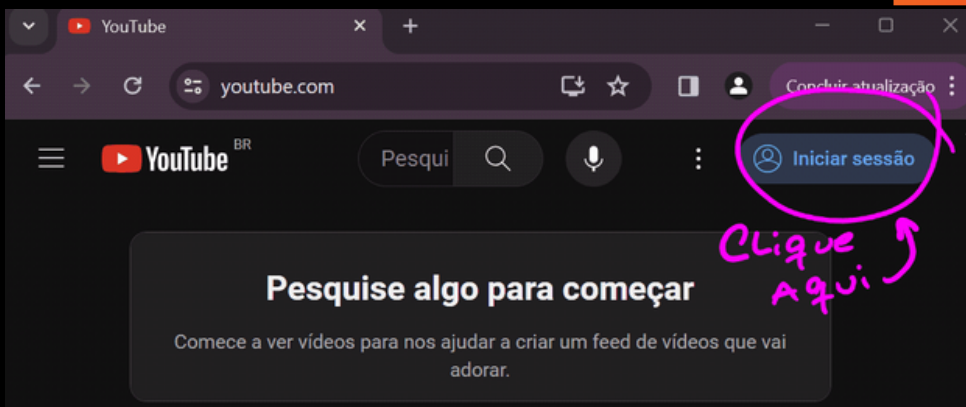 YouTube
youtube.com
Concluir atualização
YouTube BR
Pesqui
Iniciar sessão
CLique
Aqui
Pesquise algo para começar
Comece a ver vídeos para nos ajudar a criar um feed de vídeos que vai
adorar.